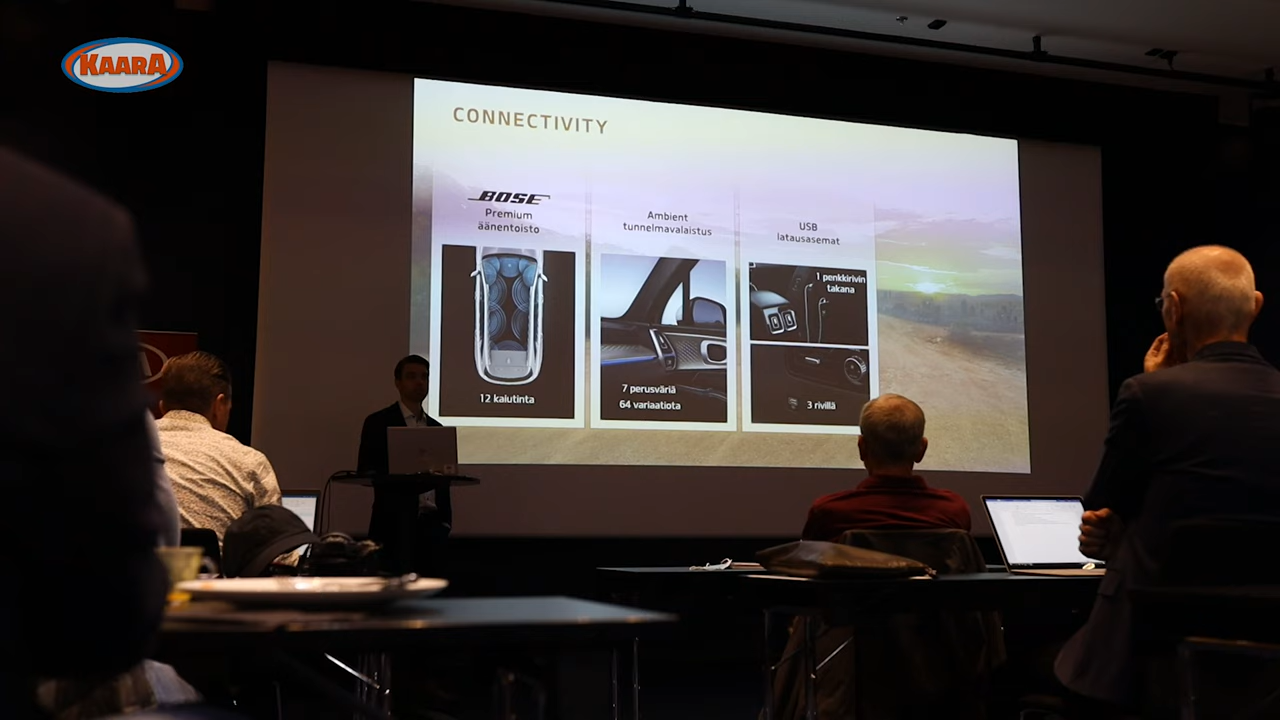 KAARA
CONNECTIVITY
BOSE
Premium
äänentoisto
12 kaiutinta
Ambient
tunnelmavalaistus
7 perusväriä
64 variaatiota
USB
latausasemat
1 penkkirivin
takana
3 rivillä